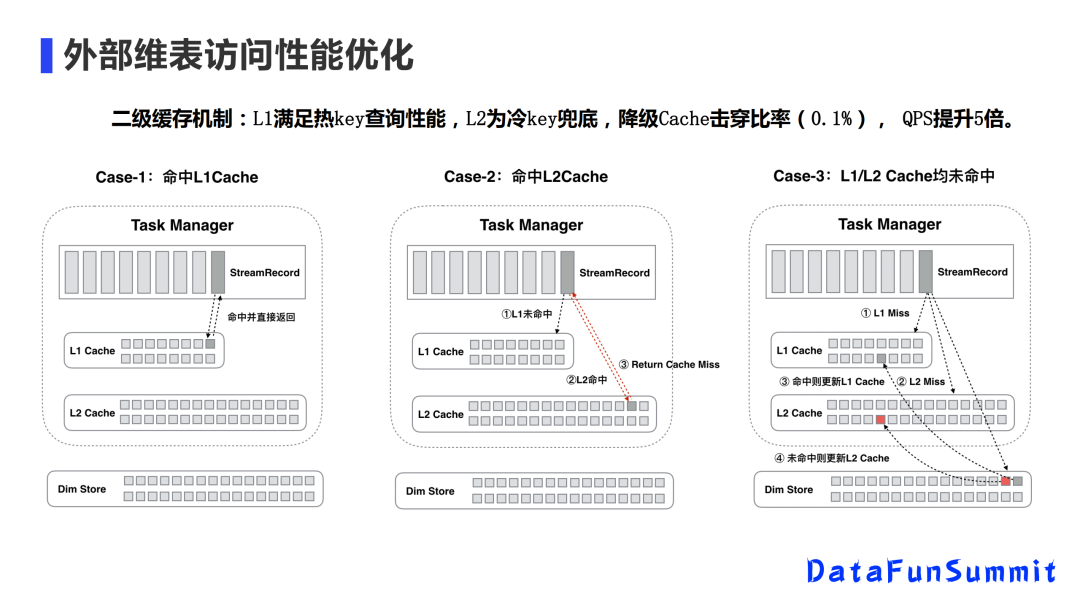 外部维表访问性能优化
二级缓存机制：L1满足热key查询性能，L2为冷key兜底，降级Cache击穿比率（0.1%）， QPS提升5倍。
Case-1：命中L1Cache
Task Manager
StreamRecord
命中并直接返回
L1 Cache
L2 Cache
Dim Store
Case-2：命中L2Cache
Task Manager
StreamRecord
①L1未命中
L1 Cache
③ Return Cache Miss
②L2命中
L2 Cache
Dim Store
Case-3：L1/L2 Cache均未命中
Task Manager
StreamRecord
① L1 Miss
L1 Cache
③ 命中则更新L1 Cache
② L2 Miss
L2 Cache
④ 未命中则更新L2 Cache
Dim Store
DataFunSummit